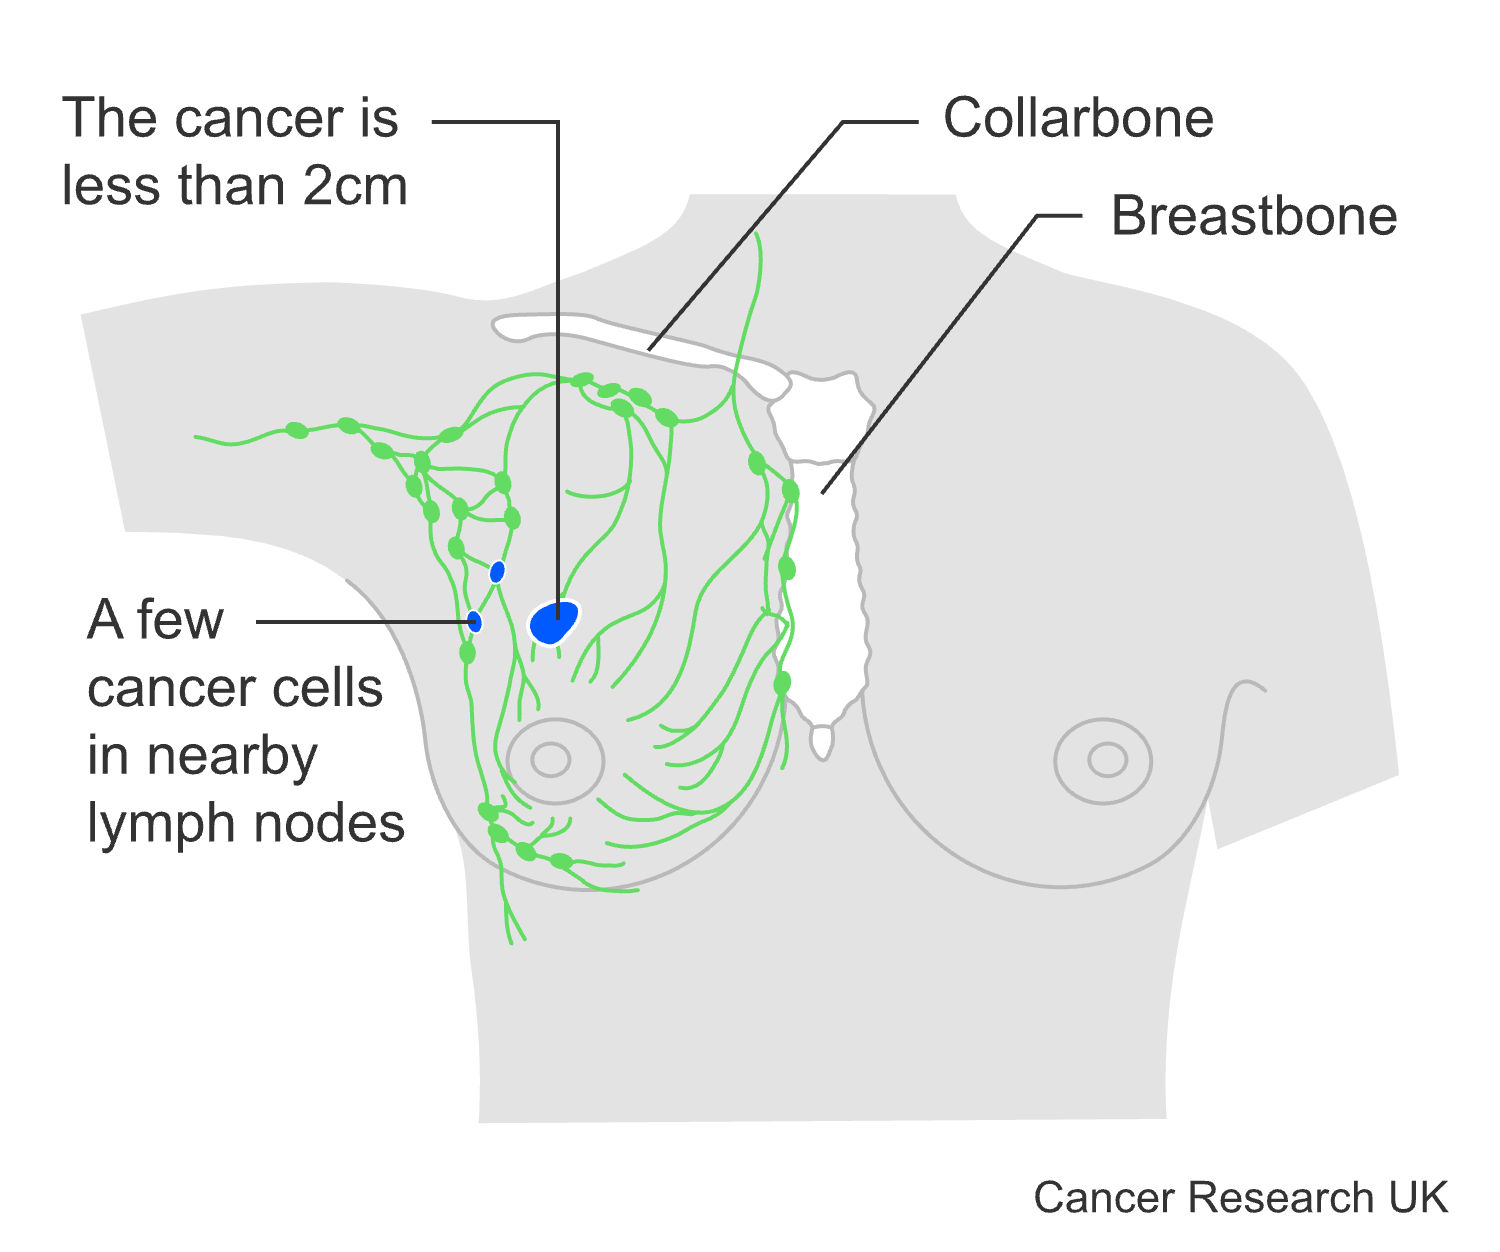 The cancer is
less than 2cm
Collarbone
Breastbone
A few
cancer cells
in nearby
lymph nodes
Cancer Research UK